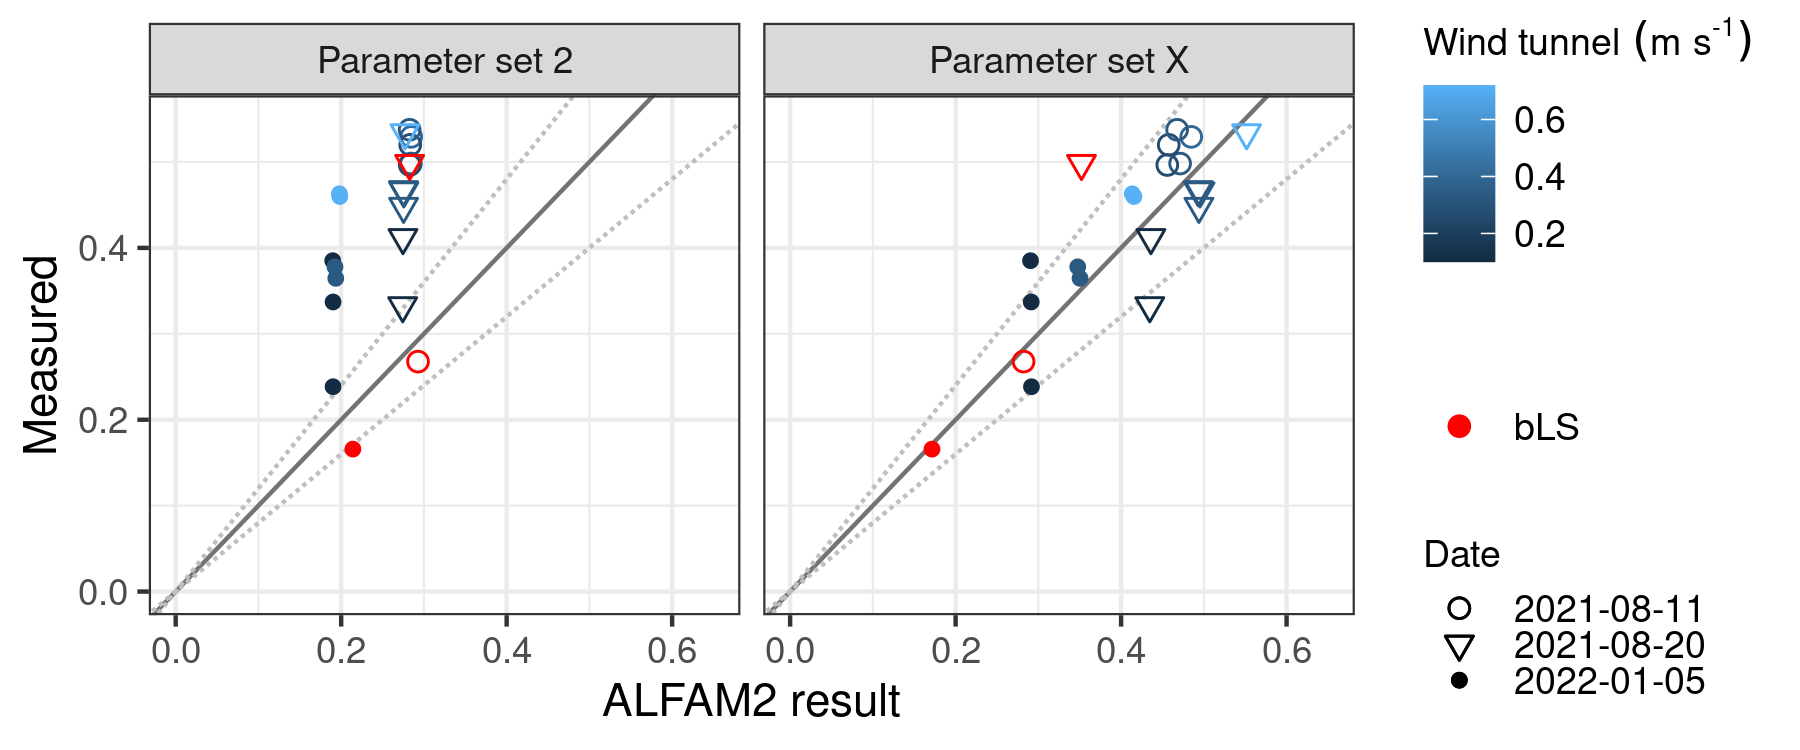 Parameter set 2
Parameter set X
Measured
0.4
0.2
0.0
0.0 0.2 0.4 0.6
0.0 0.2 0.4 0.6
ALFAM2 result
Wind tunnel (m s⁻¹)
0.6
0.4
0.2
bLS
Date
2021-08-11
2021-08-20
2022-01-05